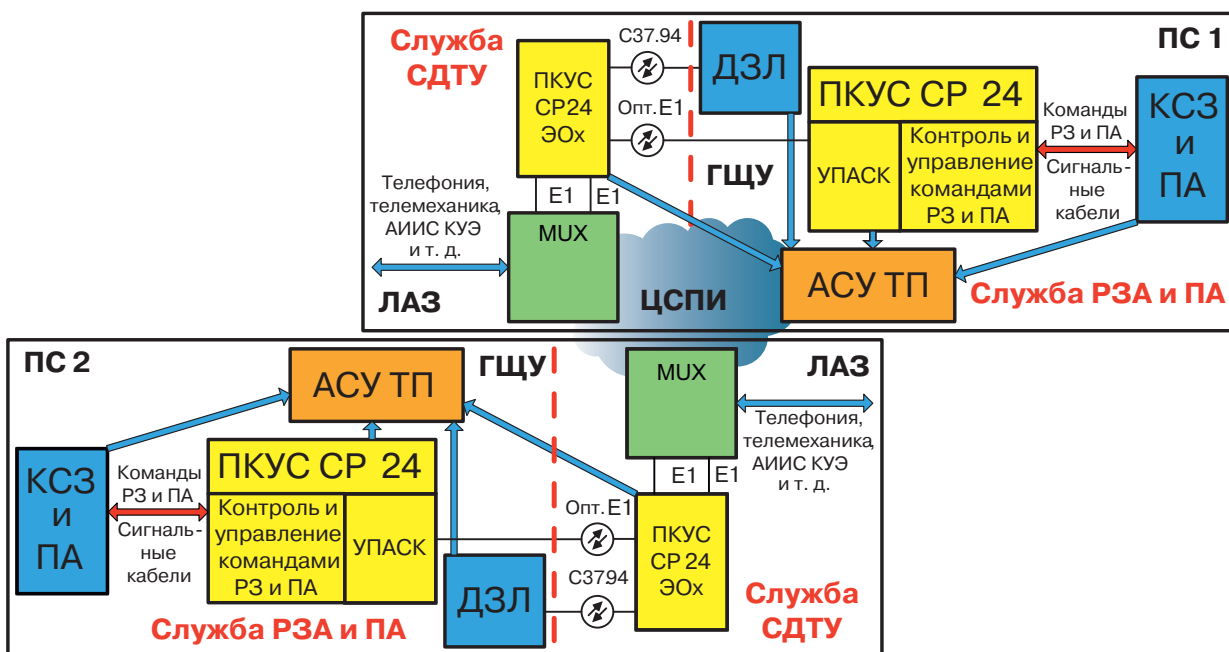 Служба
СДТУ
С37.94
ПС 1
ПКУС
СР24
ЭОх
ДЗЛ
Опт. Е1
ПКУС СР 24
УПАСК
Контроль и
управление
командами
РЗ и ПА
Команды
РЗ и ПА
Сигналь-
ные
кабели
КСЗ
и
ПА
ГЩУ
Телефония,
телемеханика,
АИИС КУЭ
и т. д.
Е1
Е1
MUX
ЛАЗ
ЦСПИ
АСУ ТП
Служба РЗА и ПА
ПС 2
АСУ ТП
ГЩУ
MUX
ЛАЗ
Телефония,
телемеханика,
АИИС КУЭ
и т. д.
Е1
Е1
КСЗ
и
ПА
Команды
РЗ и ПА
Сигналь-
ные
кабели
ПКУС СР 24
Контроль и
управление
командами
РЗ и ПА
УПАСК
Опт. Е1
ПКУС
СР 24
ЭОх
С37.94
ДЗЛ
Служба РЗА и ПА
Служба
СДТУ